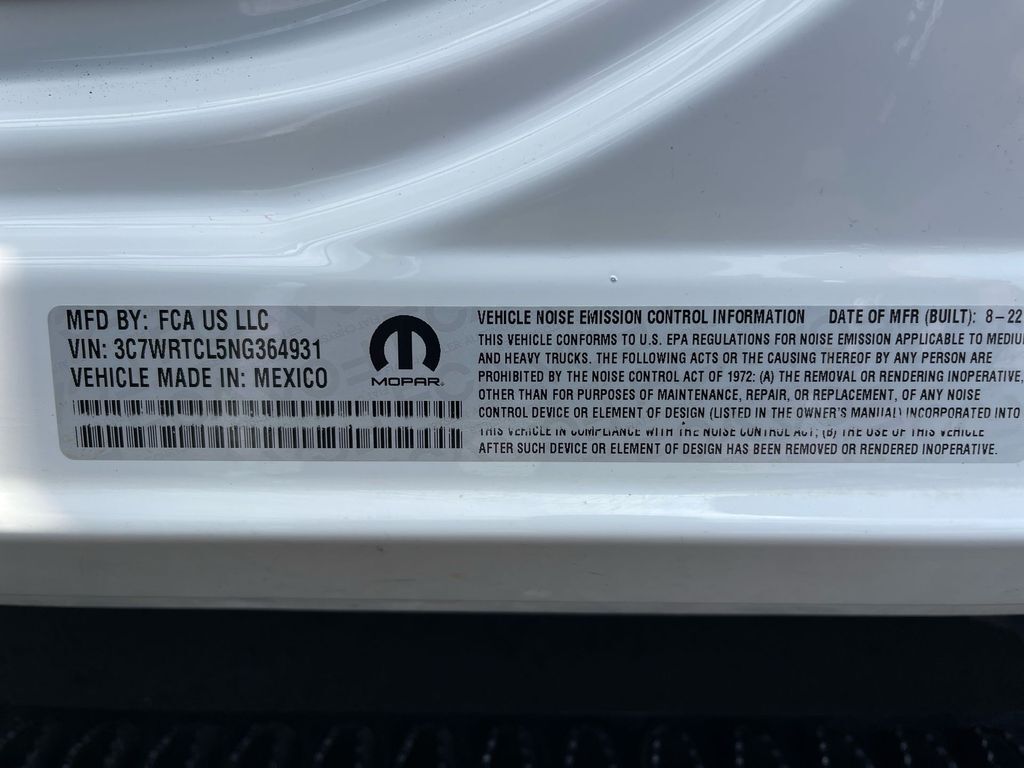 MFD BY: FCA US LLC
VIN: 3C7WRTCL5NG364931
VEHICLE MADE IN: MEXICO
MOPAR
VEHICLE NOISE EMISSION CONTROL INFORMATION DATE OF MFR (BUILT): 8-22
THIS VEHICLE CONFORMS TO U.S. EPA REGULATIONS FOR NOISE EMISSION APPLICABLE TO MEDIU
AND HEAVY TRUCKS. THE FOLLOWING ACTS OR THE CAUSING THEREOF BY ANY PERSON ARE
PROHIBITED BY THE NOISE CONTROL ACT OF 1972: (A) THE REMOVAL OR RENDERING INOPERATIVE,
OTHER THAN FOR PURPOSES OF MAINTENANCE, REPAIR, OR REPLACEMENT, OF ANY NOISE
CONTROL DEVICE OR ELEMENT OF DESIGN (LISTED IN THE OWNER'S MANUAL) INCORPORATED INTO
THIS VEHICLE IN COMPLIANCE WITH THE NOISE CONTROL ACT; (B) THE USE OF THIS VEHICLE
AFTER SUCH DEVICE OR ELEMENT OF DESIGN HAS BEEN REMOVED OR RENDERED INOPERATIVE.